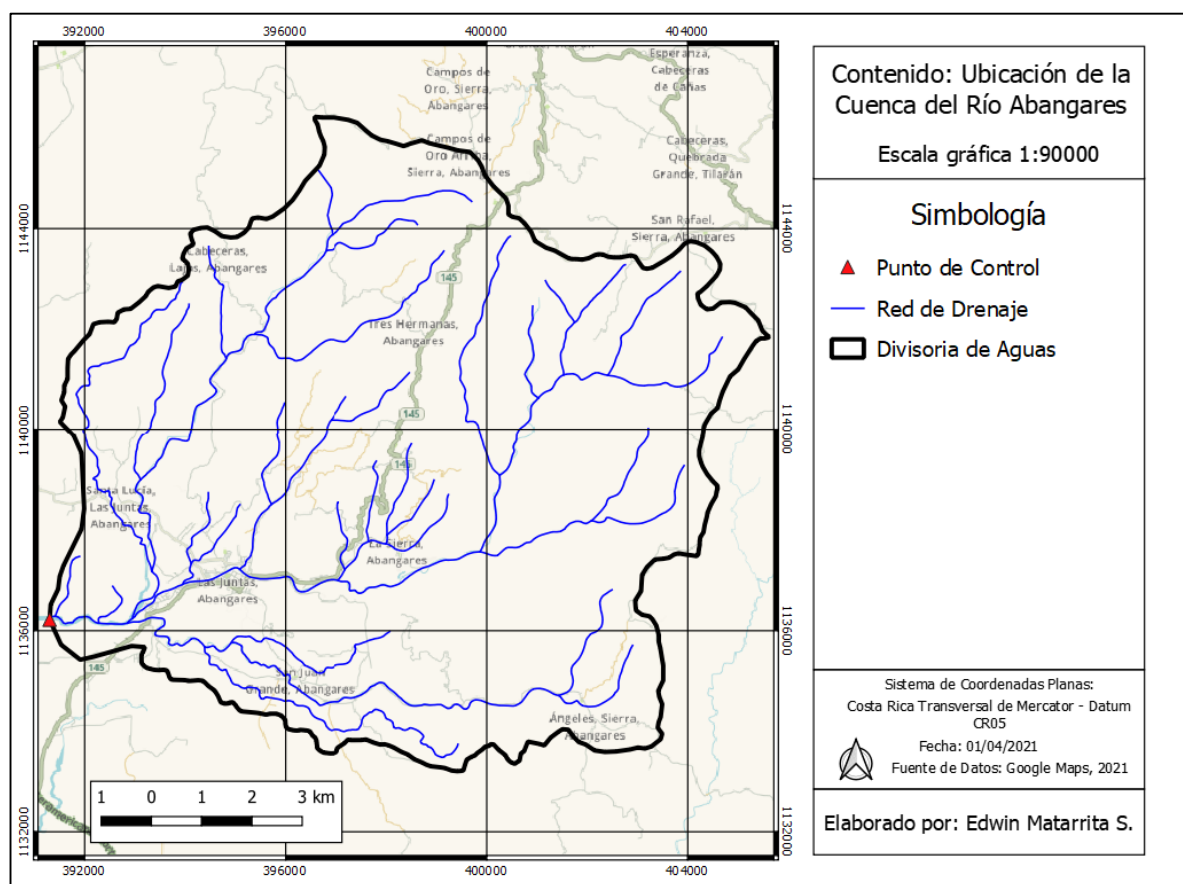 392000
396000
400000
404000
1144000
1140000
1136000
1132000
1144000
1140000
1136000
1132000
Esperanza,
Cabeceras
de Cañas
Campos de
Oro, Sierra,
Abangares
Campos de
Oro Arriba,
Sierra, Abangares
Cabeceras,
Quebrada
Grande, Tilarán
San Rafael,
Sierra, Abangares
Cabeceras,
Lajas, Abangares
145
Tres Hermanas,
Abangares
145
145
Santa Lucía,
Las Juntas,
Abangares
La Sierra,
Abangares
Las Juntas,
Abangares
145
San Juan
Grande, Abangares
Ángeles, Sierra,
Abangares
1 0 1 2 3 km
392000
396000
400000
404000
Contenido: Ubicación de la
Cuenca del Río Abangares
Escala gráfica 1:90000
Simbología
Punto de Control
Red de Drenaje
Divisoria de Aguas
Sistema de Coordenadas Planas:
Costa Rica Transversal de Mercator - Datum
CR05
Fecha: 01/04/2021
Fuente de Datos: Google Maps, 2021
Elaborado por: Edwin Matarrita S.